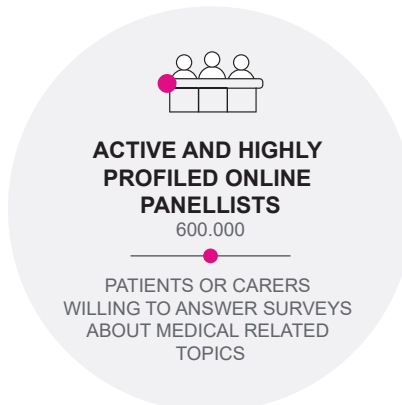 ACTIVE AND HIGHLY
PROFILED ONLINE
PANELLISTS
600.000
PATIENTS OR CARERS
WILLING TO ANSWER SURVEYS
ABOUT MEDICAL RELATED
TOPICS